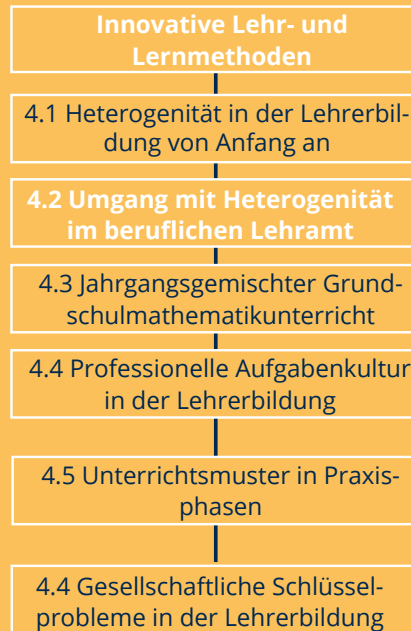 Innovative Lehr- und
Lernmethoden
4.1 Heterogenität in der Lehrerbil-
dung von Anfang an
4.2 Umgang mit Heterogenität
im beruflichen Lehramt
4.3 Jahrgangsgemischter Grund-
schulmathematikunterricht
4.4 Professionelle Aufgabenkultur
in der Lehrerbildung
4.5 Unterrichtsmuster in Praxis-
phasen
4.4 Gesellschaftliche Schlüssel-
probleme in der Lehrerbildung